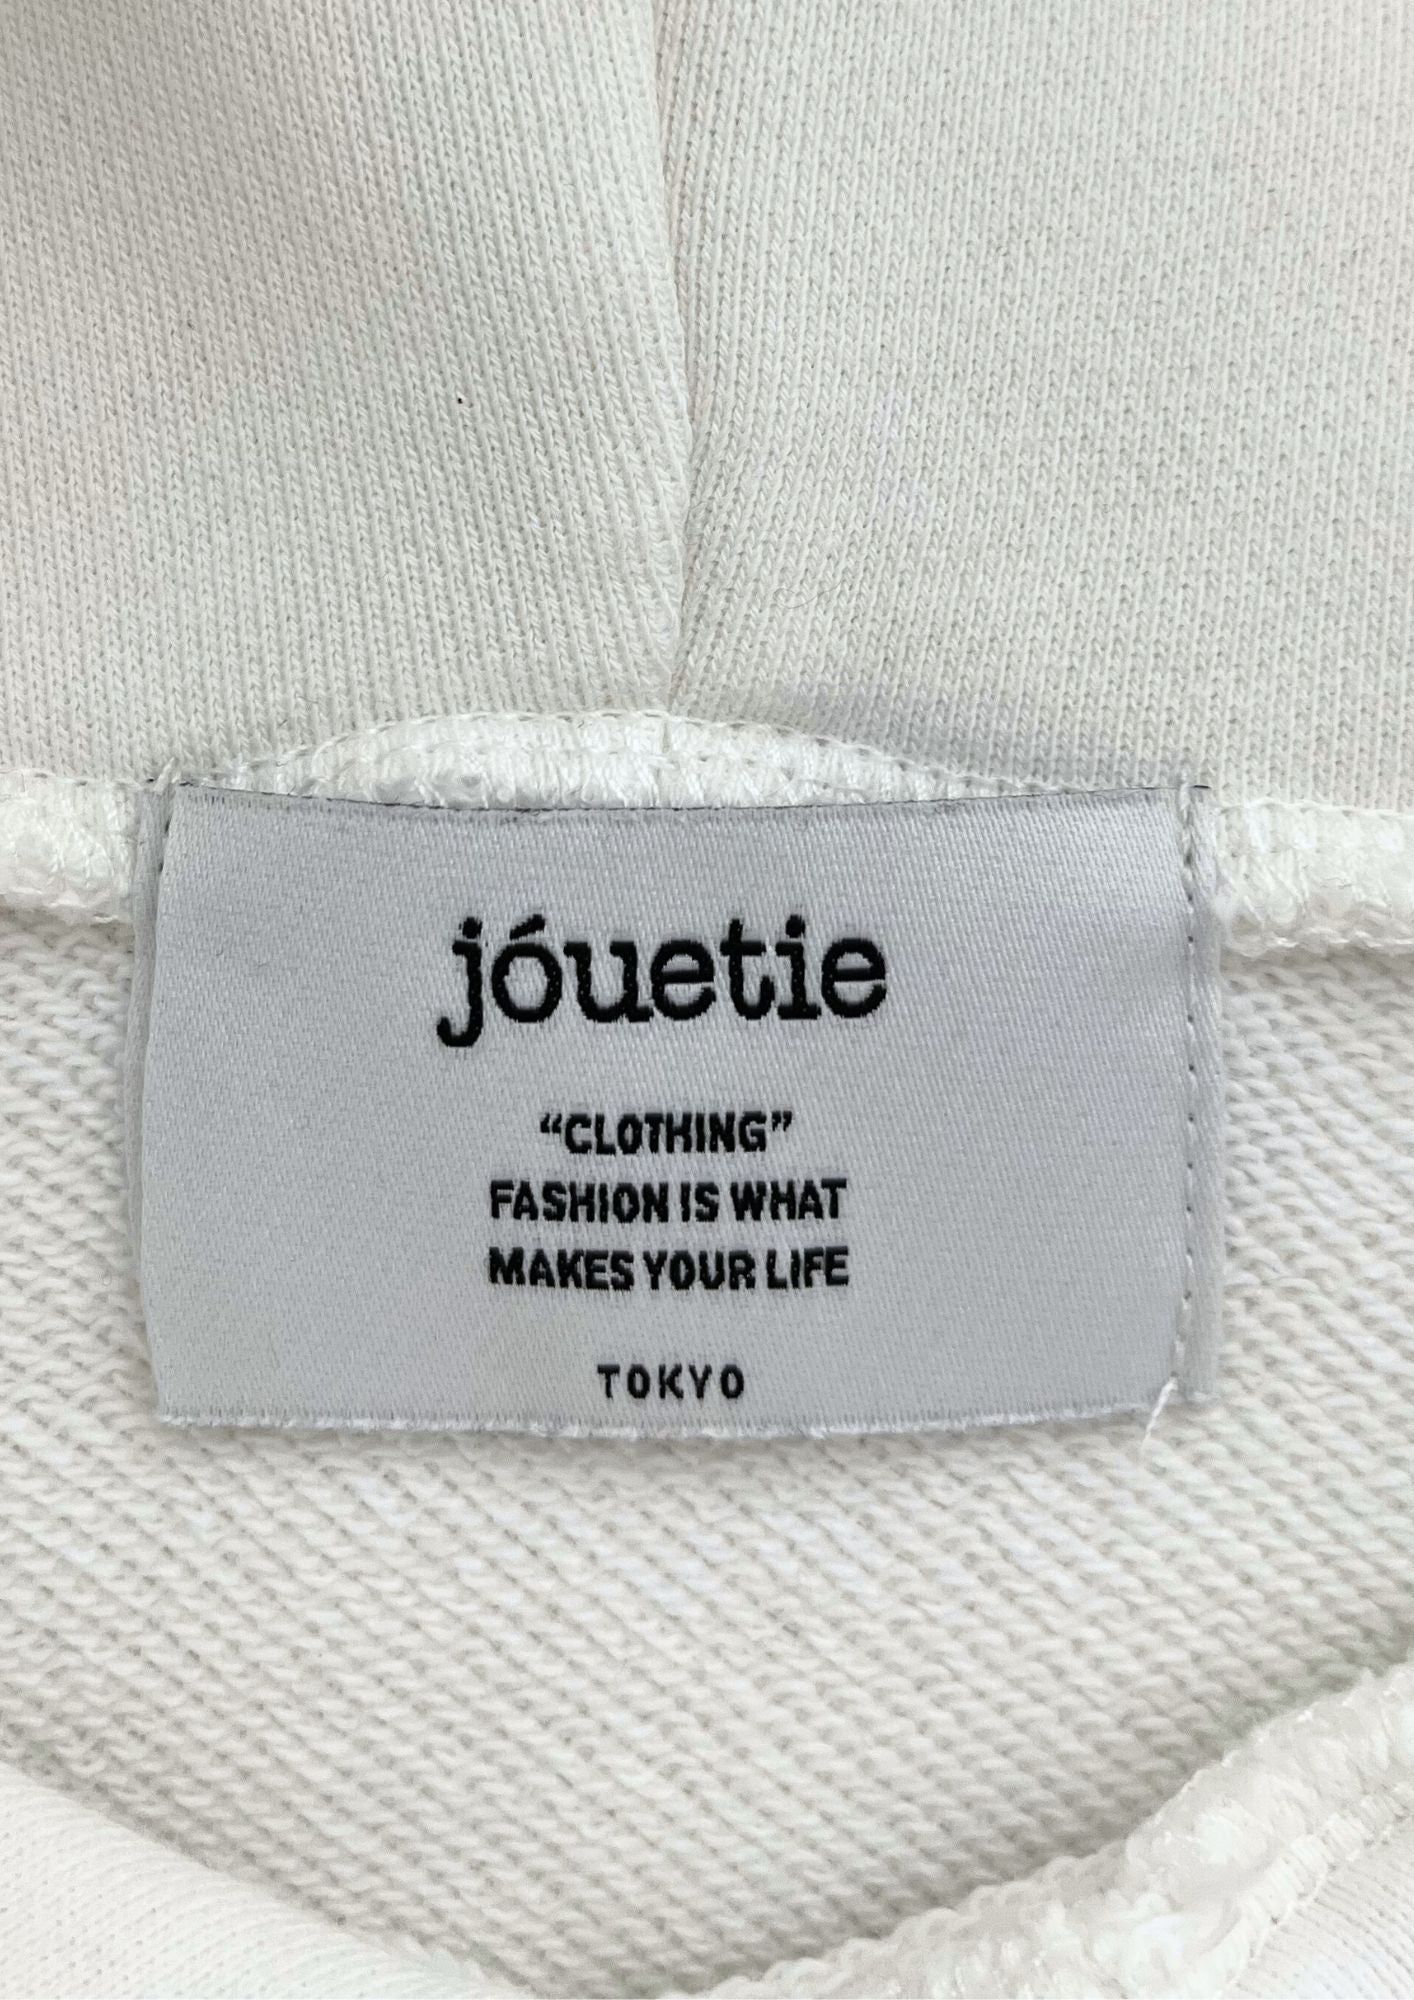 jóuetie
“CLOTHING”
FASHION IS WHAT
MAKES YOUR LIFE
TOKYO